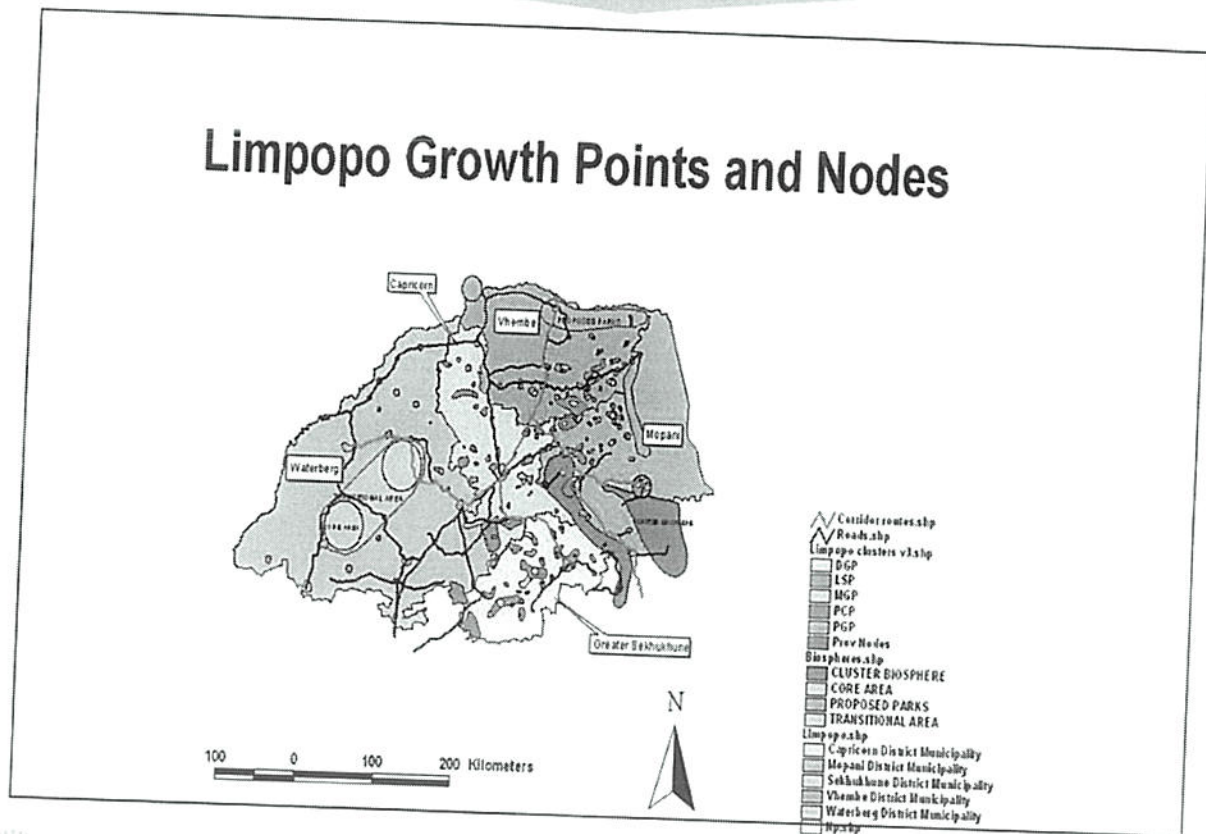 Limpopo Growth Points and Nodes
Capricorn
Vhembe
Mopani
Waterberg
Greater Sekhukhune
Corridor routes.shp
Roads.shp
Limpopo clusters v3.shp
DGP
LSP
MGP
PCP
PGP
Prov Nodes
Biospheres.shp
CLUSTER BIOSPHERE
CORE AREA
PROPOSED PARKS
TRANSITIONAL AREA
Limpopo.shp
Capricorn District Municipality
Mopani District Municipality
Sekhukhune District Municipality
Vhembe District Municipality
Waterberg District Municipality
Np.shp
N
100 0 100 200 Kilometers